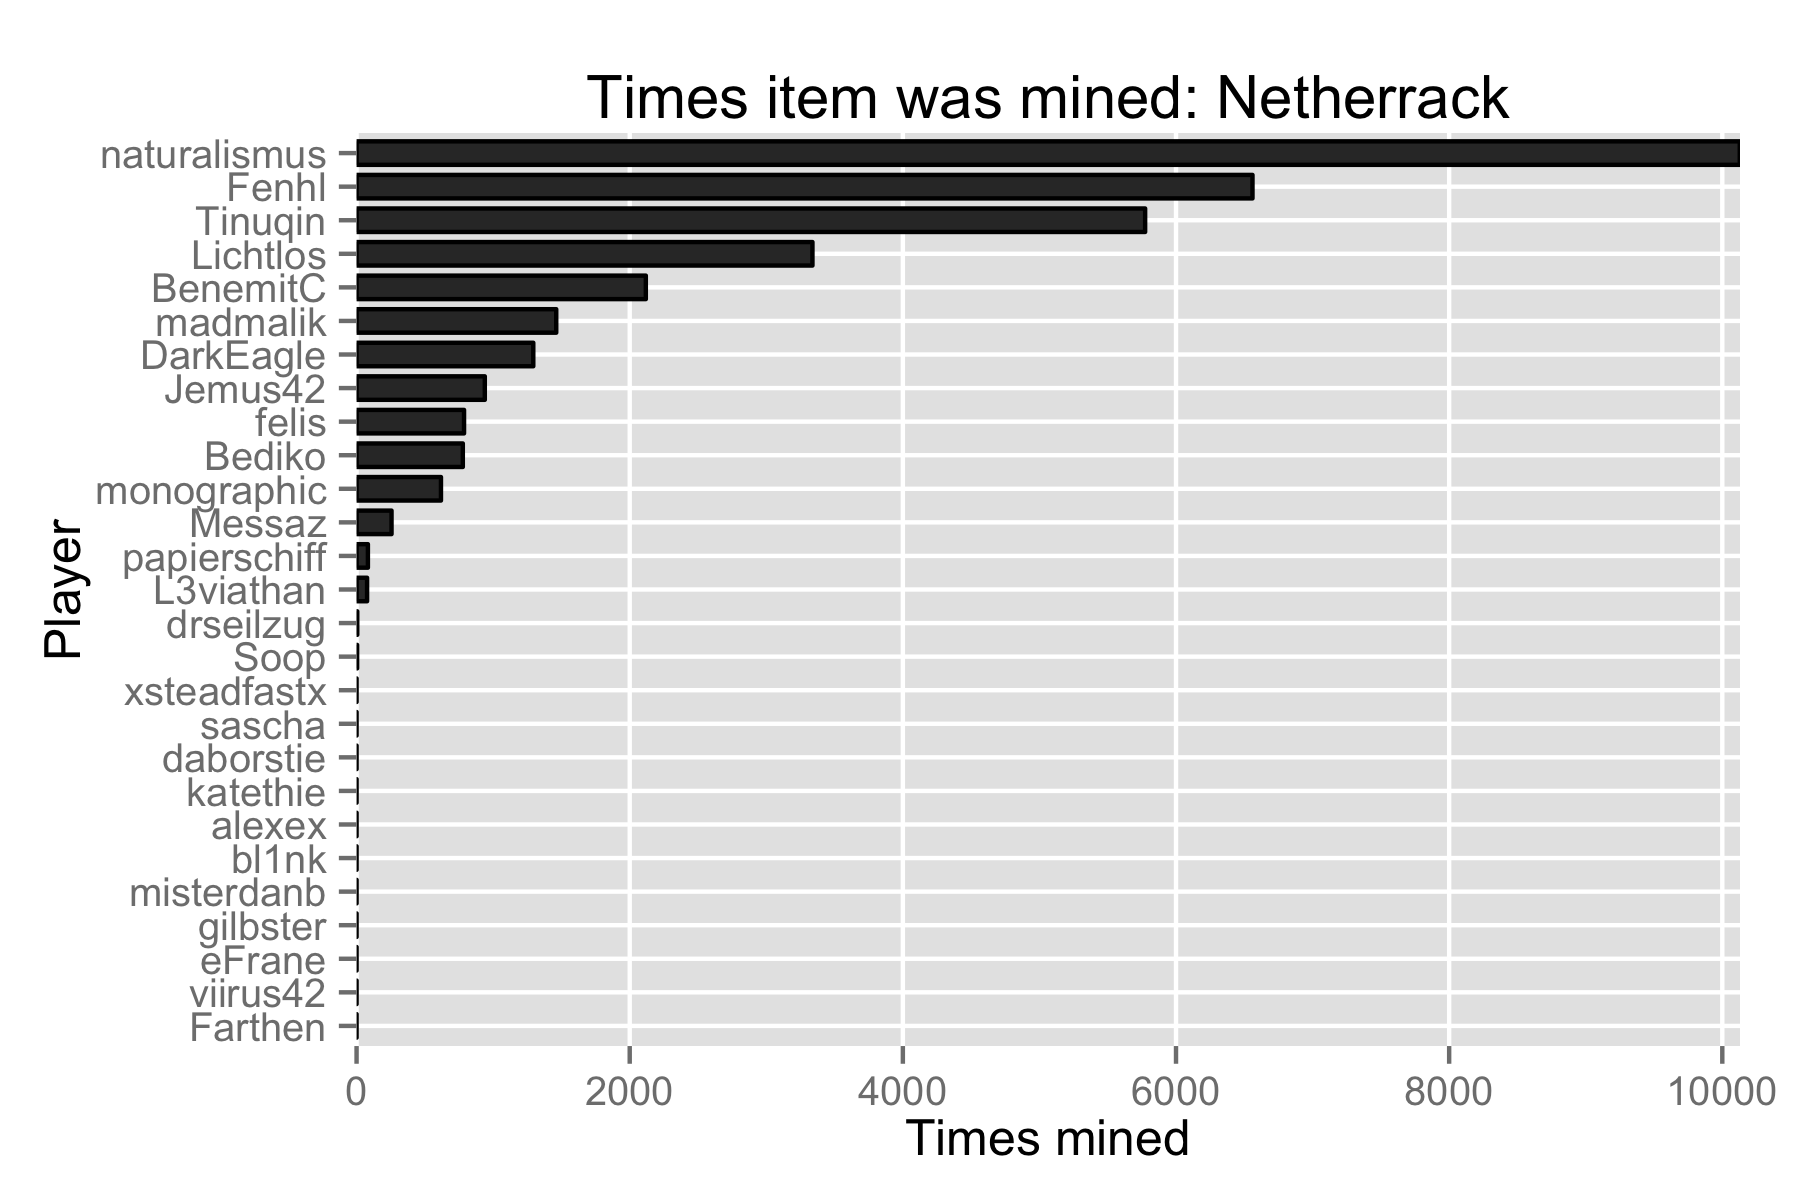 Times item was mined: Netherrack
naturalismus
Fenhl
Tinuqin
Lichtlos
BenemitC
madmalik
DarkEagle
Jemus42
felis
Bediko
monographic
Messaz
papierschiff
L3viathan
drseilzug
Soop
xsteadfastx
sascha
daborstie
katethie
alexex
bl1nk
misterdanb
gilbster
eFrane
viirus42
Farthen
Player
0 2000 4000 6000 8000 10000
Times mined